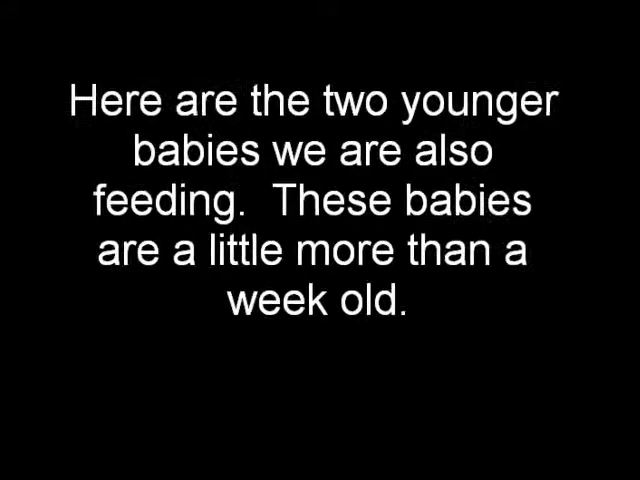 Here are the two younger
babies we are also
feeding.  These babies
are a little more than a
week old.